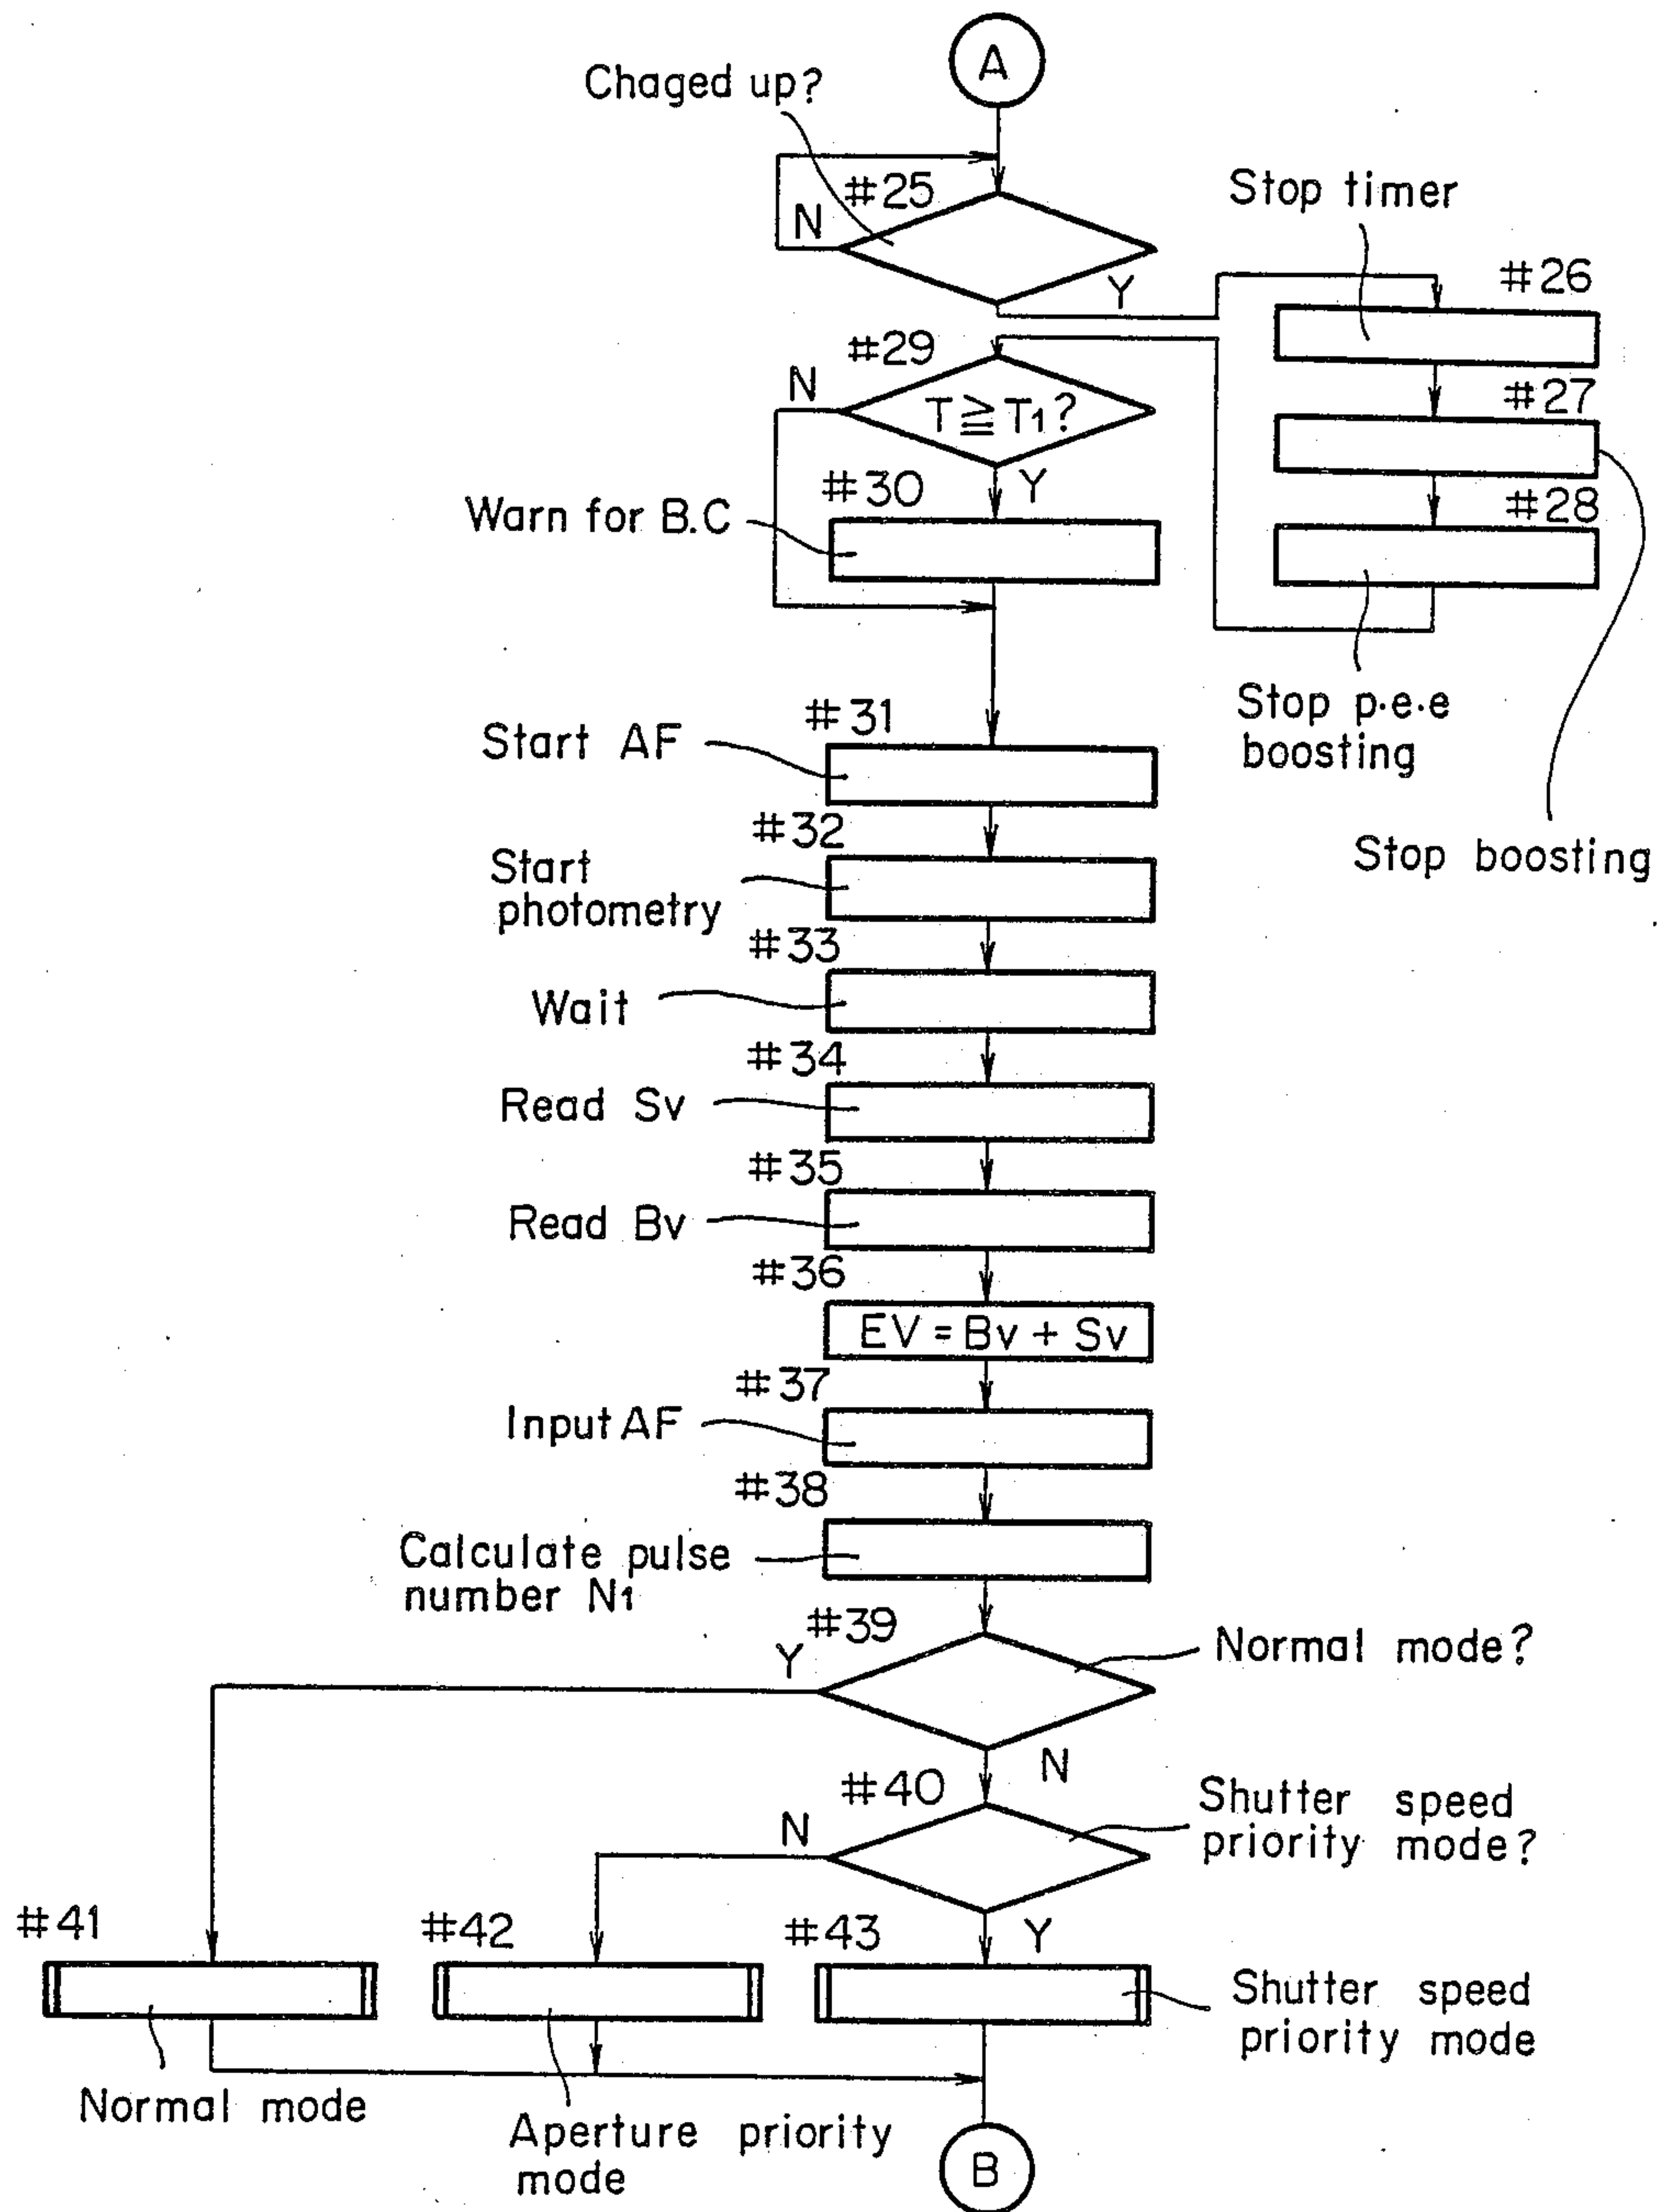 A
Chaged up?
#25
N
Y
Stop timer
#26
#27
#28
Stop p.e.e
boosting
Stop boosting
#29
N
T≧T1?
Y
#30
Warn for B.C
#31
Start AF
#32
Start
photometry
#33
Wait
#34
Read Sv
#35
Read Bv
#36
EV = Bv + Sv
#37
Input AF
#38
Calculate pulse
number N1
#39
Y
Normal mode?
N
#40
N
Shutter speed
priority mode?
Y
#41
#42
#43
Normal mode
Aperture priority
mode
Shutter speed
priority mode
B